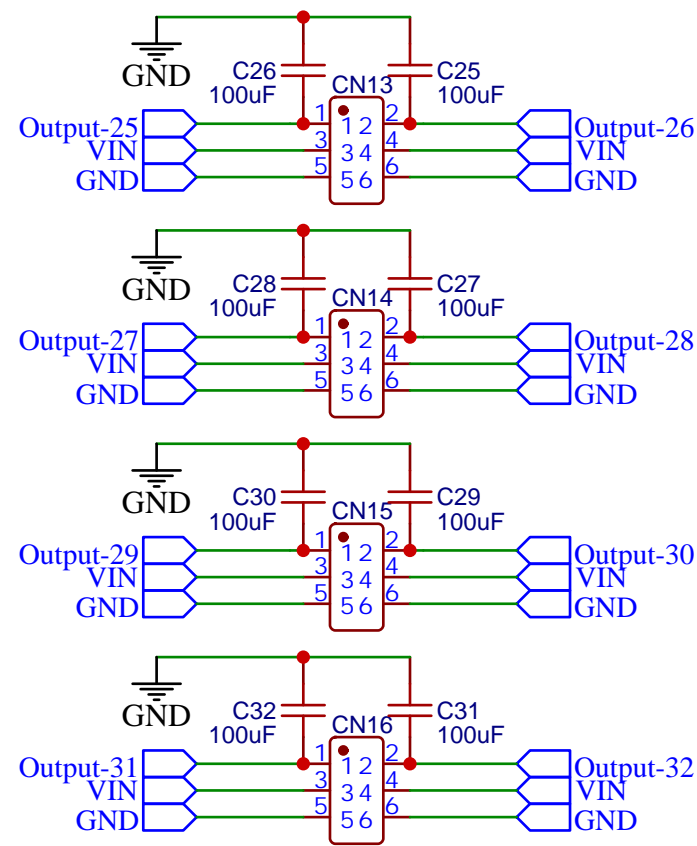 GND
C26
100uF
CN13
C25
100uF
Output-25 1 1 2 2 Output-26
VIN 3 3 4 4 VIN
GND 5 5 6 6 GND
GND
C28
100uF
CN14
C27
100uF
Output-27 1 1 2 2 Output-28
VIN 3 3 4 4 VIN
GND 5 5 6 6 GND
GND
C30
100uF
CN15
C29
100uF
Output-29 1 1 2 2 Output-30
VIN 3 3 4 4 VIN
GND 5 5 6 6 GND
GND
C32
100uF
CN16
C31
100uF
Output-31 1 1 2 2 Output-32
VIN 3 3 4 4 VIN
GND 5 5 6 6 GND